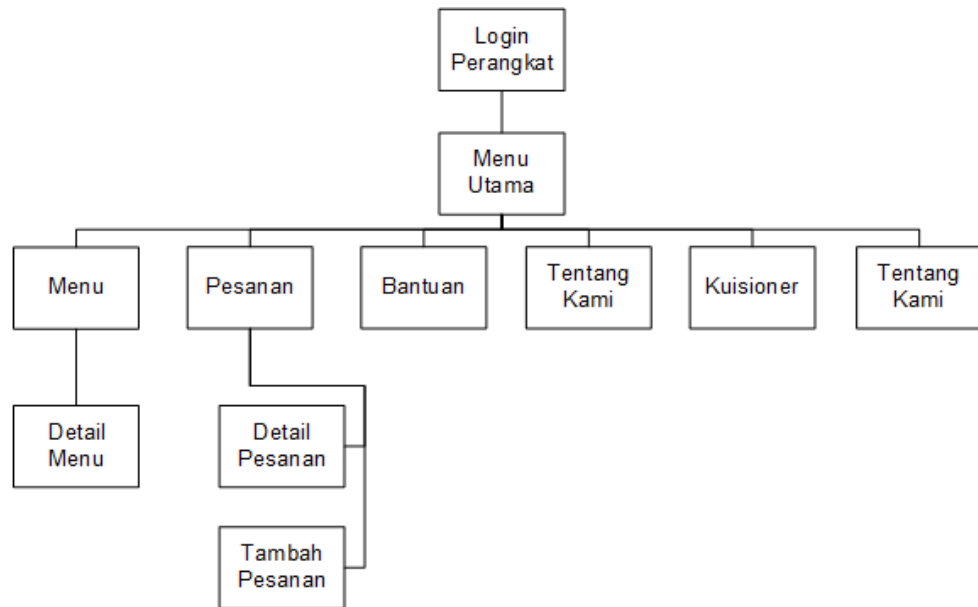 Login
Perangkat
Menu
Utama
Menu
Pesanan
Bantuan
Tentang
Kami
Kuisioner
Tentang
Kami
Detail
Menu
Detail
Pesanan
Tambah
Pesanan